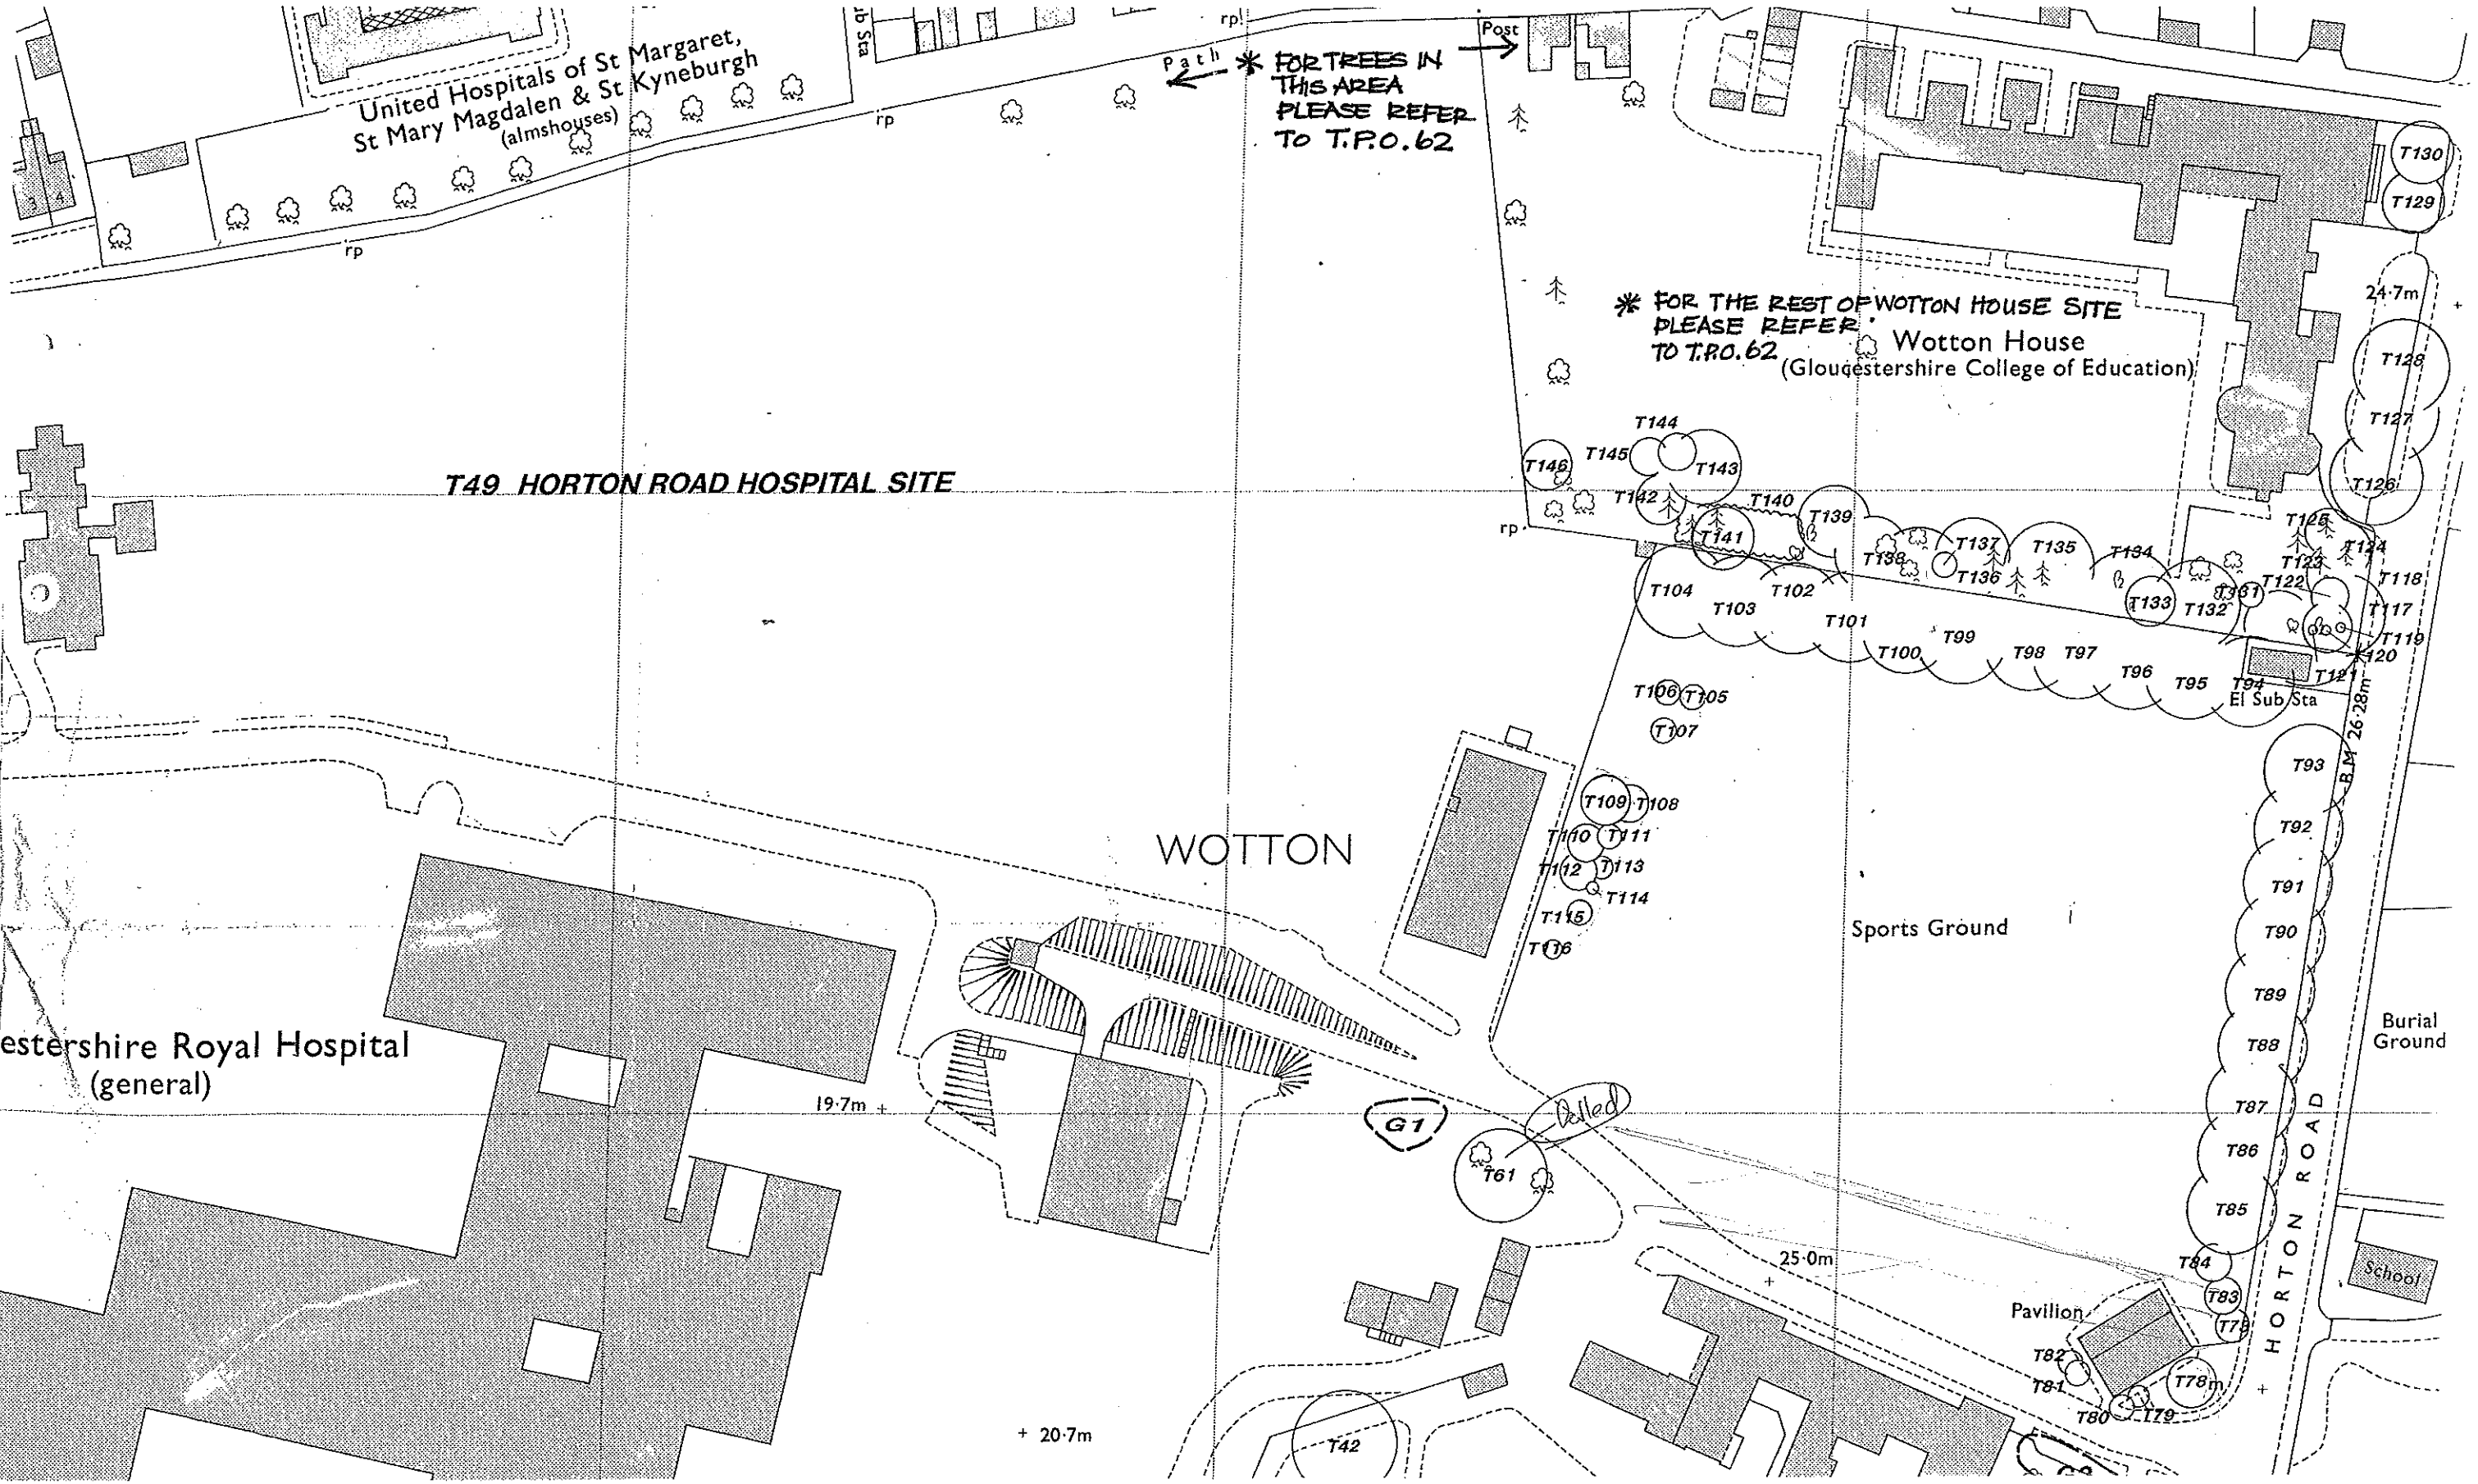 United Hospitals of St Margaret,
St Mary Magdalen & St Kyneburgh
(almshouses)
ub Sta
rp
Path
rp
rp
Post
* FOR TREES IN
THIS AREA
PLEASE REFER
TO T.P.O.62
3 4
T130
T129
24·7m
* FOR THE REST OF WOTTON HOUSE SITE
PLEASE REFER
TO T.P.O.62
Wotton House
(Gloucestershire College of Education)
T128
T127
T126
T49 HORTON ROAD HOSPITAL SITE
T144
T145
T146
T143
T142
T140
T139
T141
rp
T138
T137
T136
T135
T134
T133
T132
T131
T125
T124
T123
T122
T118
T117
T119
T120
T121
T104
T103
T102
T101
T100
T99
T98
T97
T96
T95
T94
El Sub Sta
BM 26·28m
T106
T105
T107
T93
T109
T108
T92
WOTTON
T110
T111
T112
T113
T114
T91
T115
T116
Sports Ground
T90
T89
Burial
Ground
estershire Royal Hospital
(general)
T88
19·7m
G1
T87
T61
T86
HORTON ROAD
T85
25·0m
T84
School
Pavilion
T83
T82
T81
T78m
T80
T79
20·7m
T42